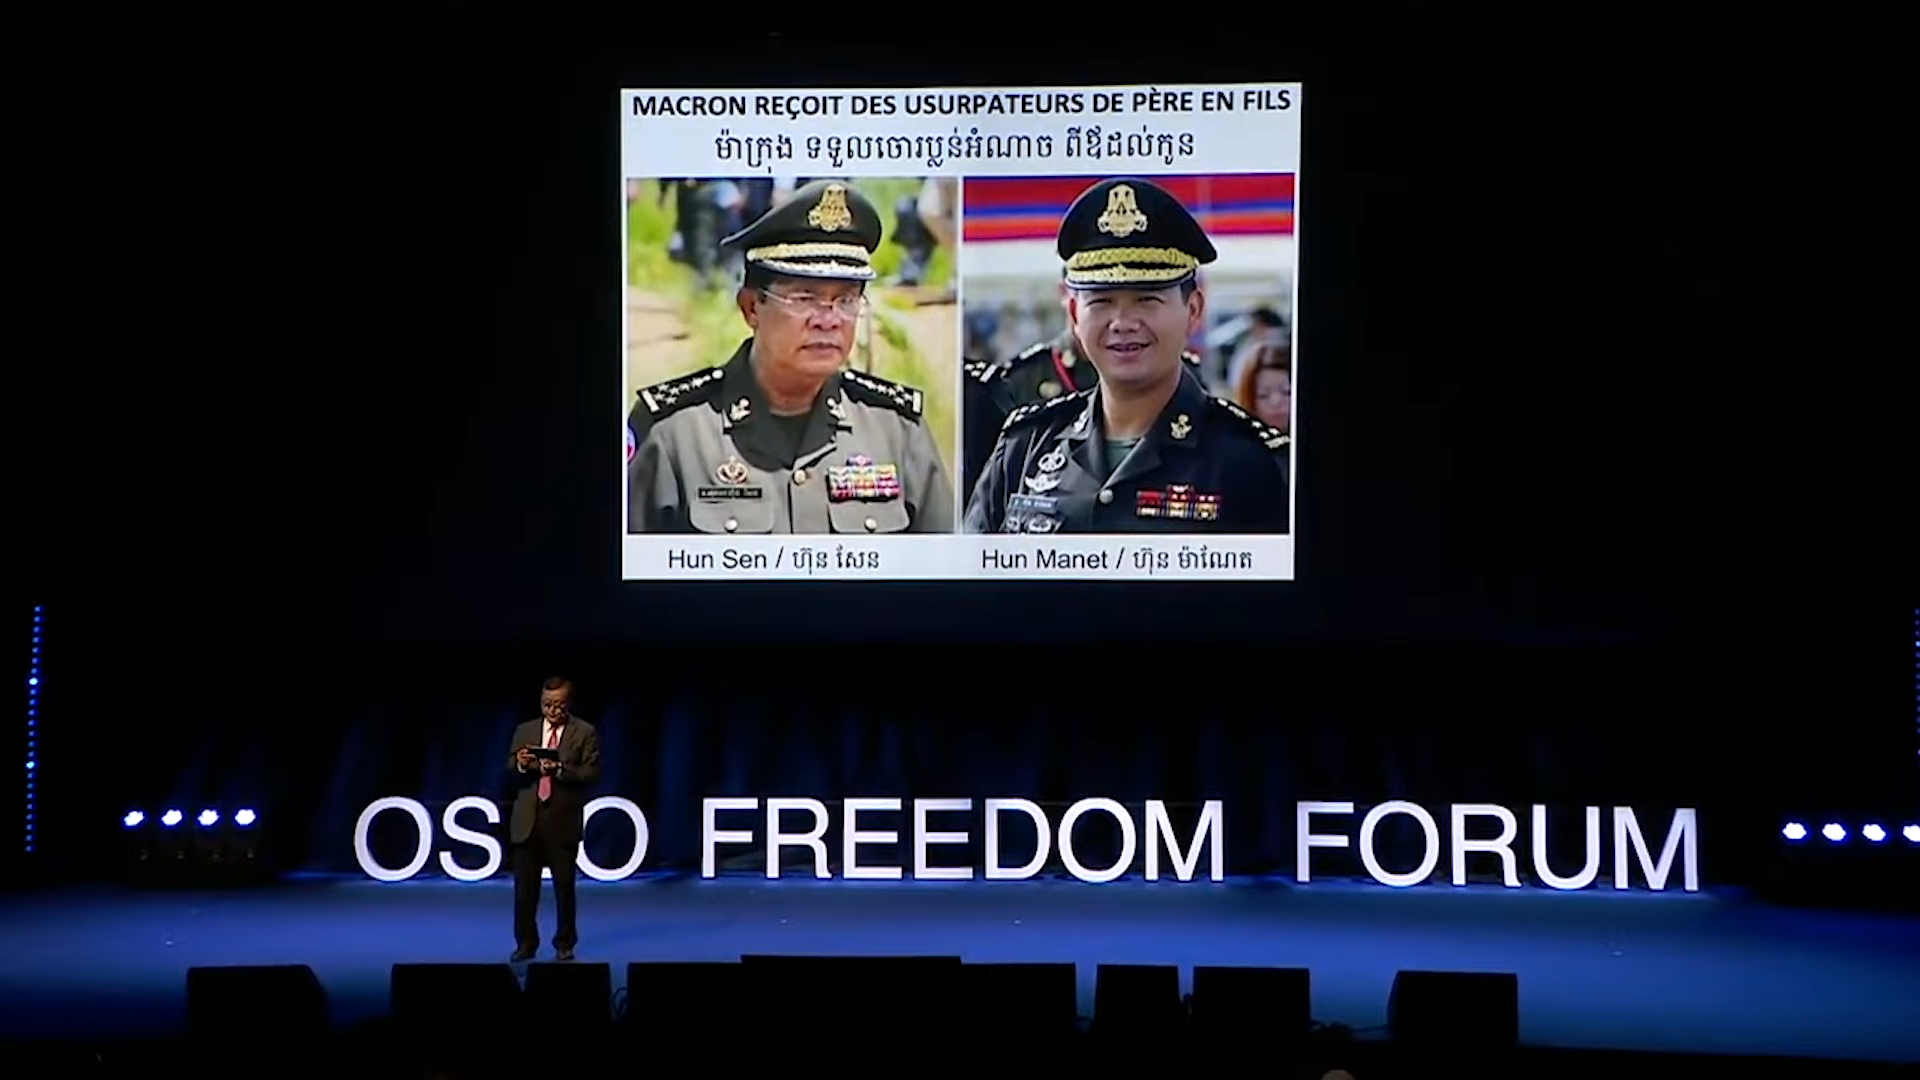 MACRON REÇOIT DES USURPATEURS DE PÈRE EN FILS
ម៉ាក្រុង ទទួលចោរប្លន់អំណាច ពីឪដល់កូន
Hun Sen / ហ៊ុន សែន
Hun Manet / ហ៊ុន ម៉ាណែត
OS O FREEDOM FORUM